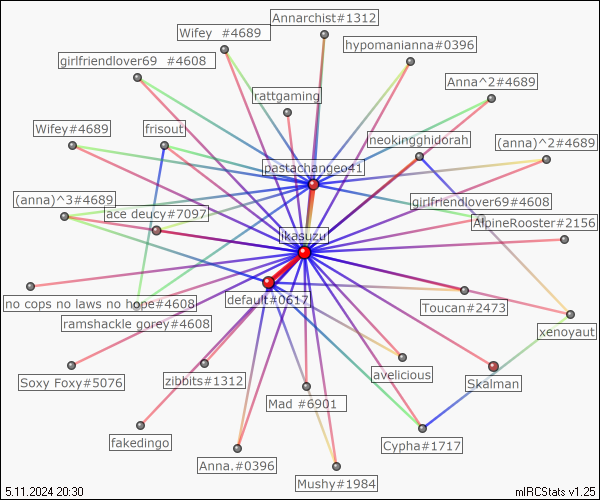 Annarchist#1312
Wifey #4689
hypomanianna#0396
girlfriendlover69 #4608
Anna^2#4689
rattgaming
Wifey#4689
frisout
neokingghidorah
(anna)^2#4689
pastachangeo41
(anna)^3#4689
girlfriendlover69#4608
ace deucy#7097
AlpineRooster#2156
jkasuzu
no cops no laws no hope#4608
default#0617
Toucan#2473
ramshackle gorey#4608
xenoyaut
avelicious
Soxy Foxy#5076
zibbits#1312
Skalman
Mad #6901
fakedingo
Cypha#1717
Anna.#0396
Mushy#1984
5.11.2024 20:30
mIRCStats v1.25